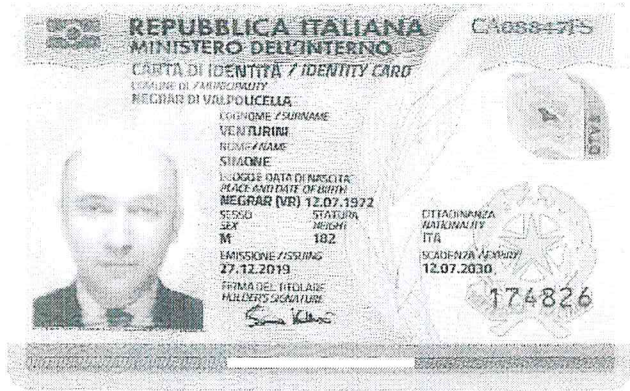 REPUBBLICA ITALIANA
MINISTERO DELL'INTERNO
CARTA DI IDENTITÀ / IDENTITY CARD
COMUNE DI / MUNICIPALITY
NEGRAR DI VALPOLICELLA
COGNOME / SURNAME
VENTURINI
NOME / NAME
SIMONE
LUOGO E DATA DI NASCITA
PLACE AND DATE OF BIRTH
NEGRAR (VR) 12.07.1972
SESSO STATURA CITTADINANZA
SEX HEIGHT NATIONALITY
M 182 ITA
EMISSIONE / ISSUING SCADENZA / EXPIRY
27.12.2019 12.07.2030
FIRMA DEL TITOLARE
HOLDER'S SIGNATURE
174826